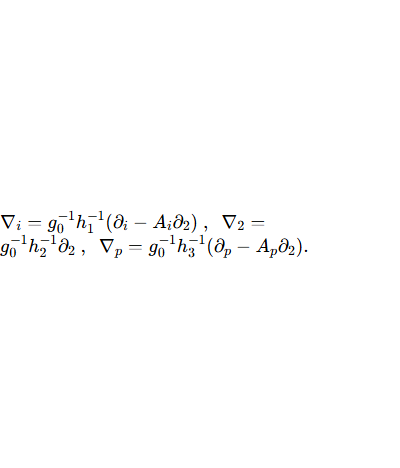 ∇_i = g_0^{-1} h_1^{-1} (∂_i − A_i ∂_2) , ∇_2 =
g_0^{-1} h_2^{-1} ∂_2 , ∇_p = g_0^{-1} h_3^{-1} (∂_p − A_p ∂_2).